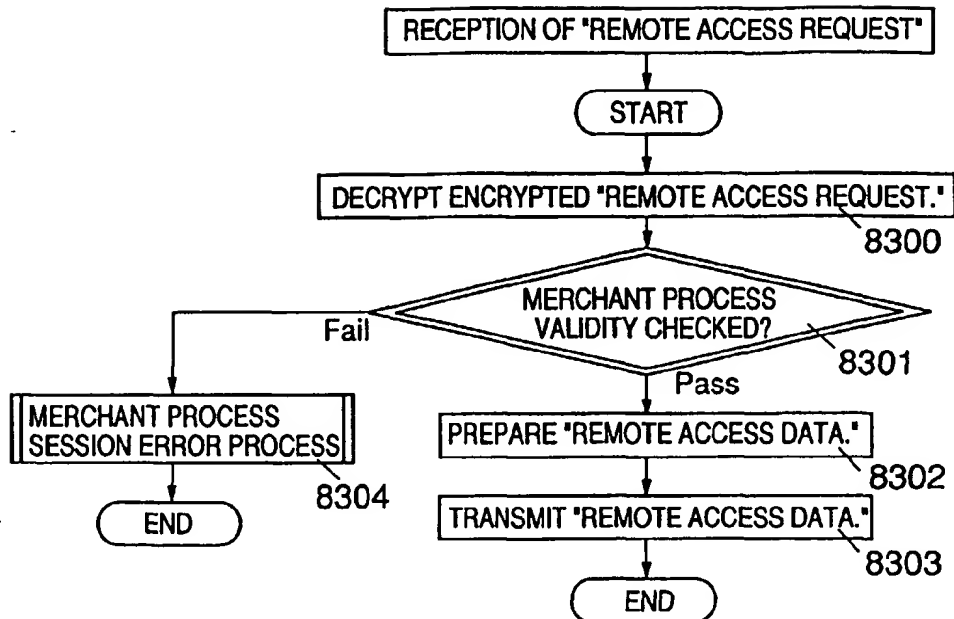 RECEPTION OF "REMOTE ACCESS REQUEST"
START
DECRYPT ENCRYPTED "REMOTE ACCESS REQUEST."
8300
MERCHANT PROCESS
VALIDITY CHECKED?
8301
Fail
Pass
MERCHANT PROCESS
SESSION ERROR PROCESS
8304
END
PREPARE "REMOTE ACCESS DATA."
8302
TRANSMIT "REMOTE ACCESS DATA."
8303
END